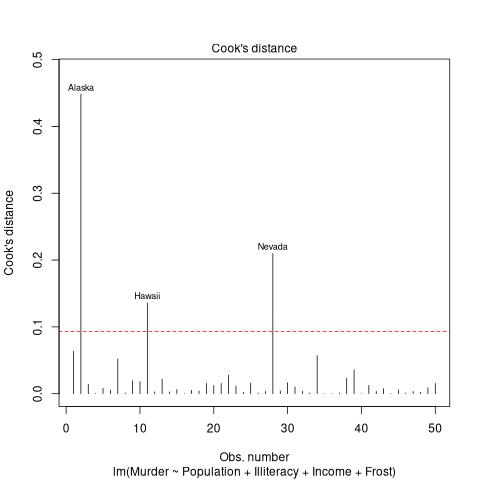 Cook's distance
Cook's distance
0.5
0.4
0.3
0.2
0.1
0.0
Alaska
Nevada
Hawaii
0 10 20 30 40 50
Obs. number
lm(Murder ~ Population + Illiteracy + Income + Frost)